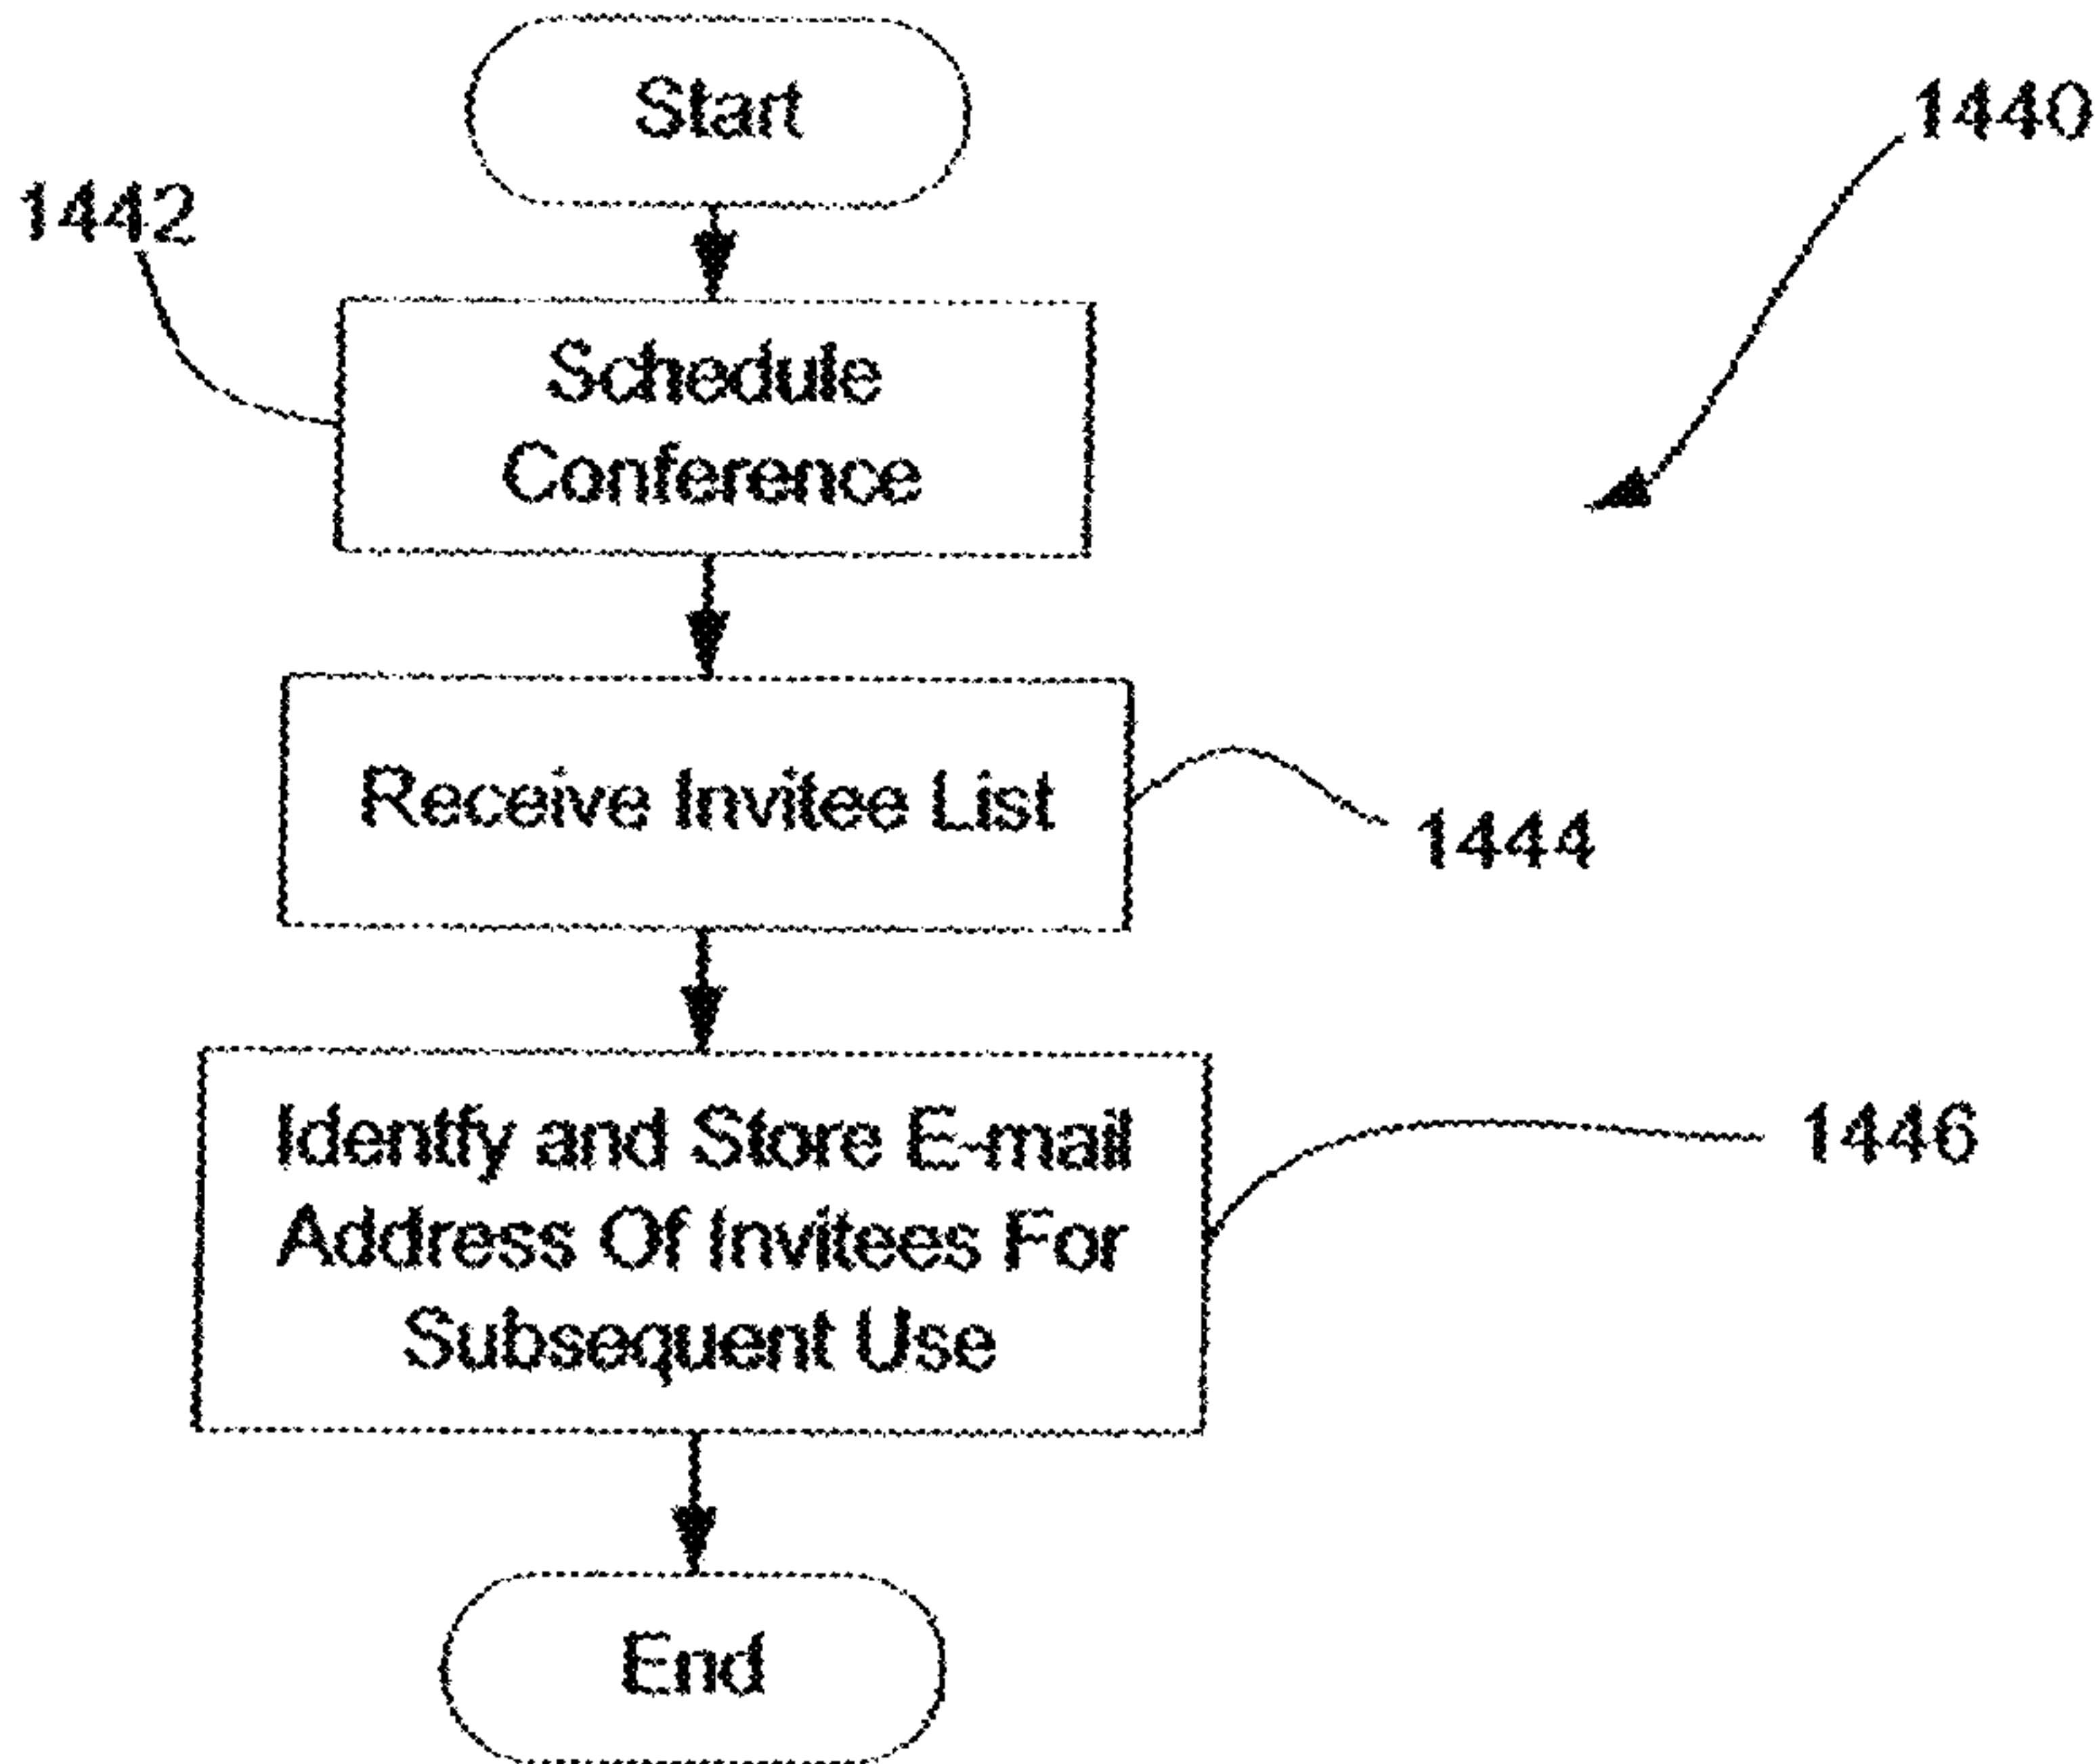 Start
1440
1442
Schedule
Conference
Receive Invitee List
1444
Identify and Store E-mail
1446
Address Of Invitees For
Subsequent Use
End